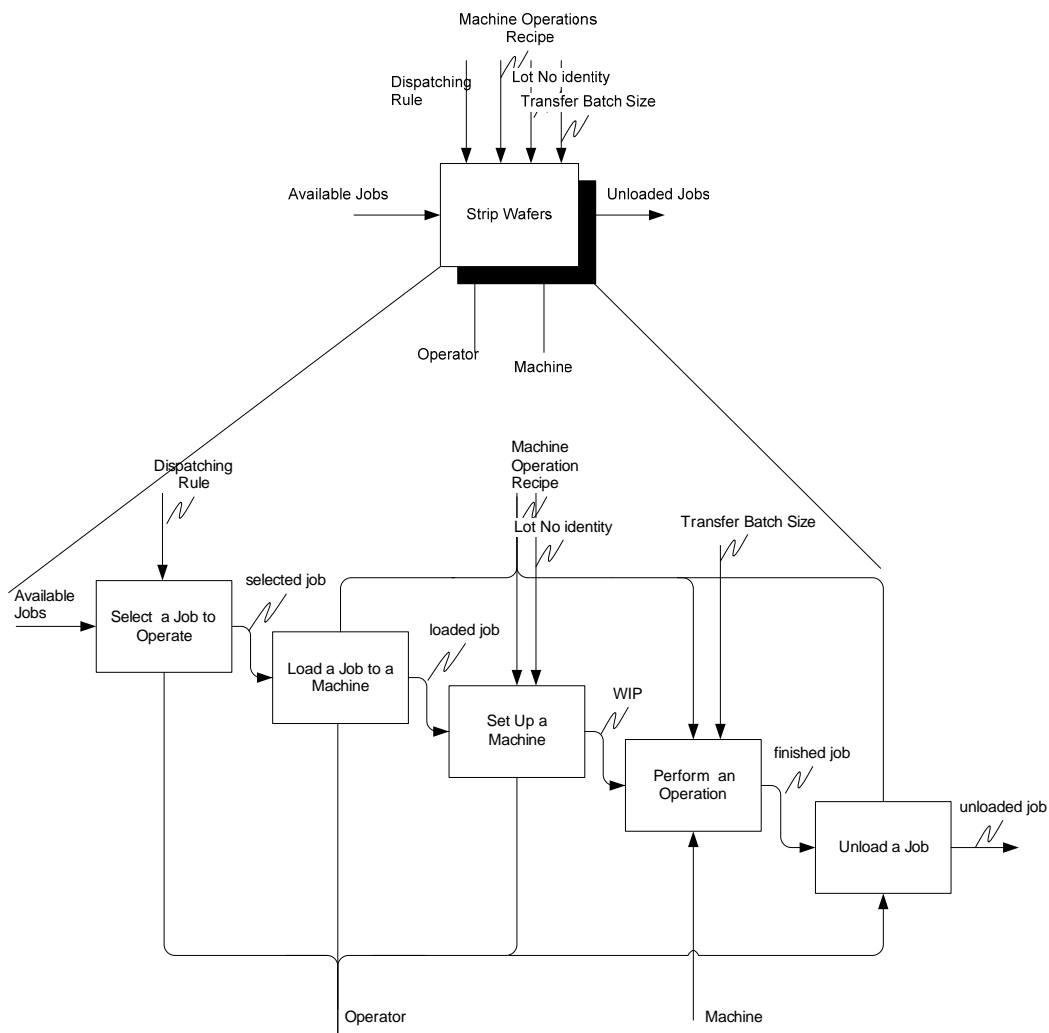 Machine Operations
Recipe
Dispatching
Rule
Lot No identity
Transfer Batch Size
Available Jobs
Strip Wafers
Unloaded Jobs
Operator
Machine
Dispatching
Rule
Machine
Operation
Recipe
Lot No identity
Transfer Batch Size
Available
Jobs
Select a Job to
Operate
selected job
Load a Job to a
Machine
loaded job
Set Up a
Machine
WIP
Perform an
Operation
finished job
Unload a Job
unloaded job
Operator
Machine